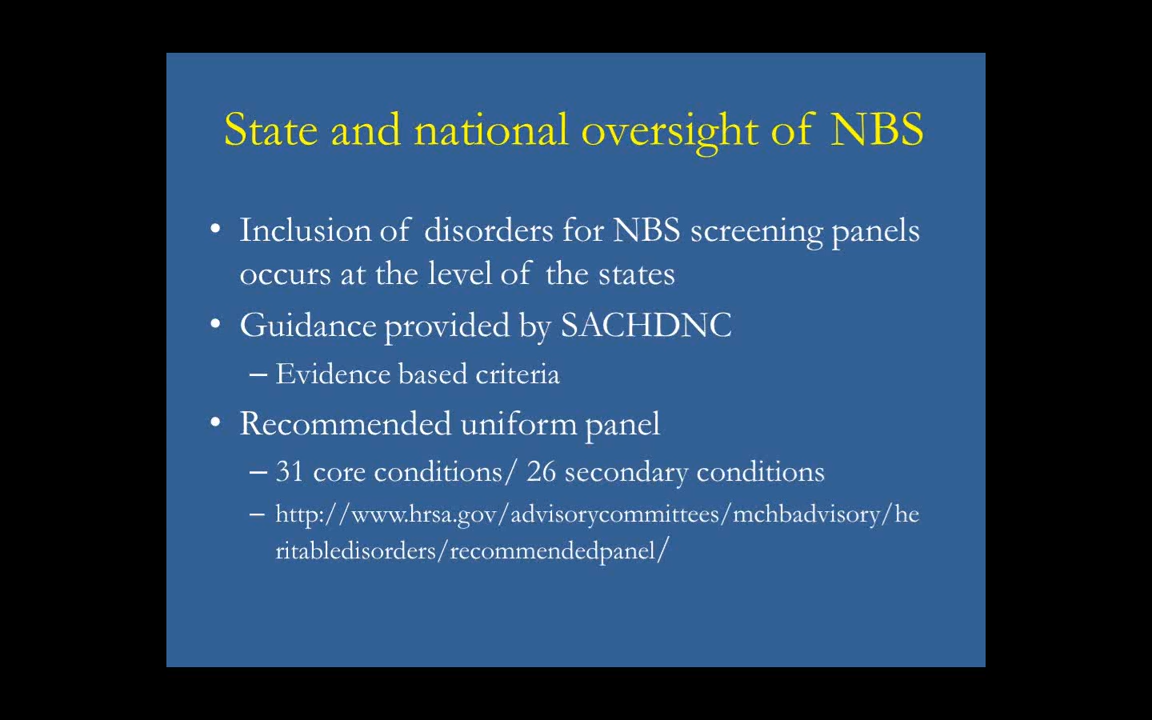 State and national oversight of NBS
• Inclusion of disorders for NBS screening panels
occurs at the level of the states
• Guidance provided by SACHDNC
– Evidence based criteria
• Recommended uniform panel
– 31 core conditions/ 26 secondary conditions
– http://www.hrsa.gov/advisorycommittees/mchbadvisory/he
ritabledisorders/recommendedpanel/